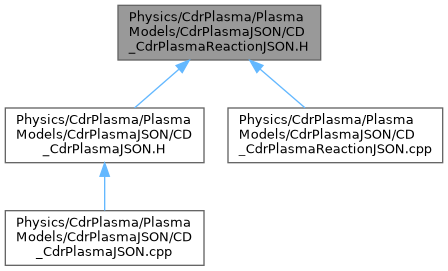 Physics/CdrPlasma/Plasma
Models/CdrPlasmaJSON/CD
_CdrPlasmaReactionJSON.H
Physics/CdrPlasma/Plasma
Models/CdrPlasmaJSON/CD
_CdrPlasmaJSON.H
Physics/CdrPlasma/Plasma
Models/CdrPlasmaJSON/CD
_CdrPlasmaReactionJSON.cpp
Physics/CdrPlasma/Plasma
Models/CdrPlasmaJSON/CD
_CdrPlasmaJSON.cpp